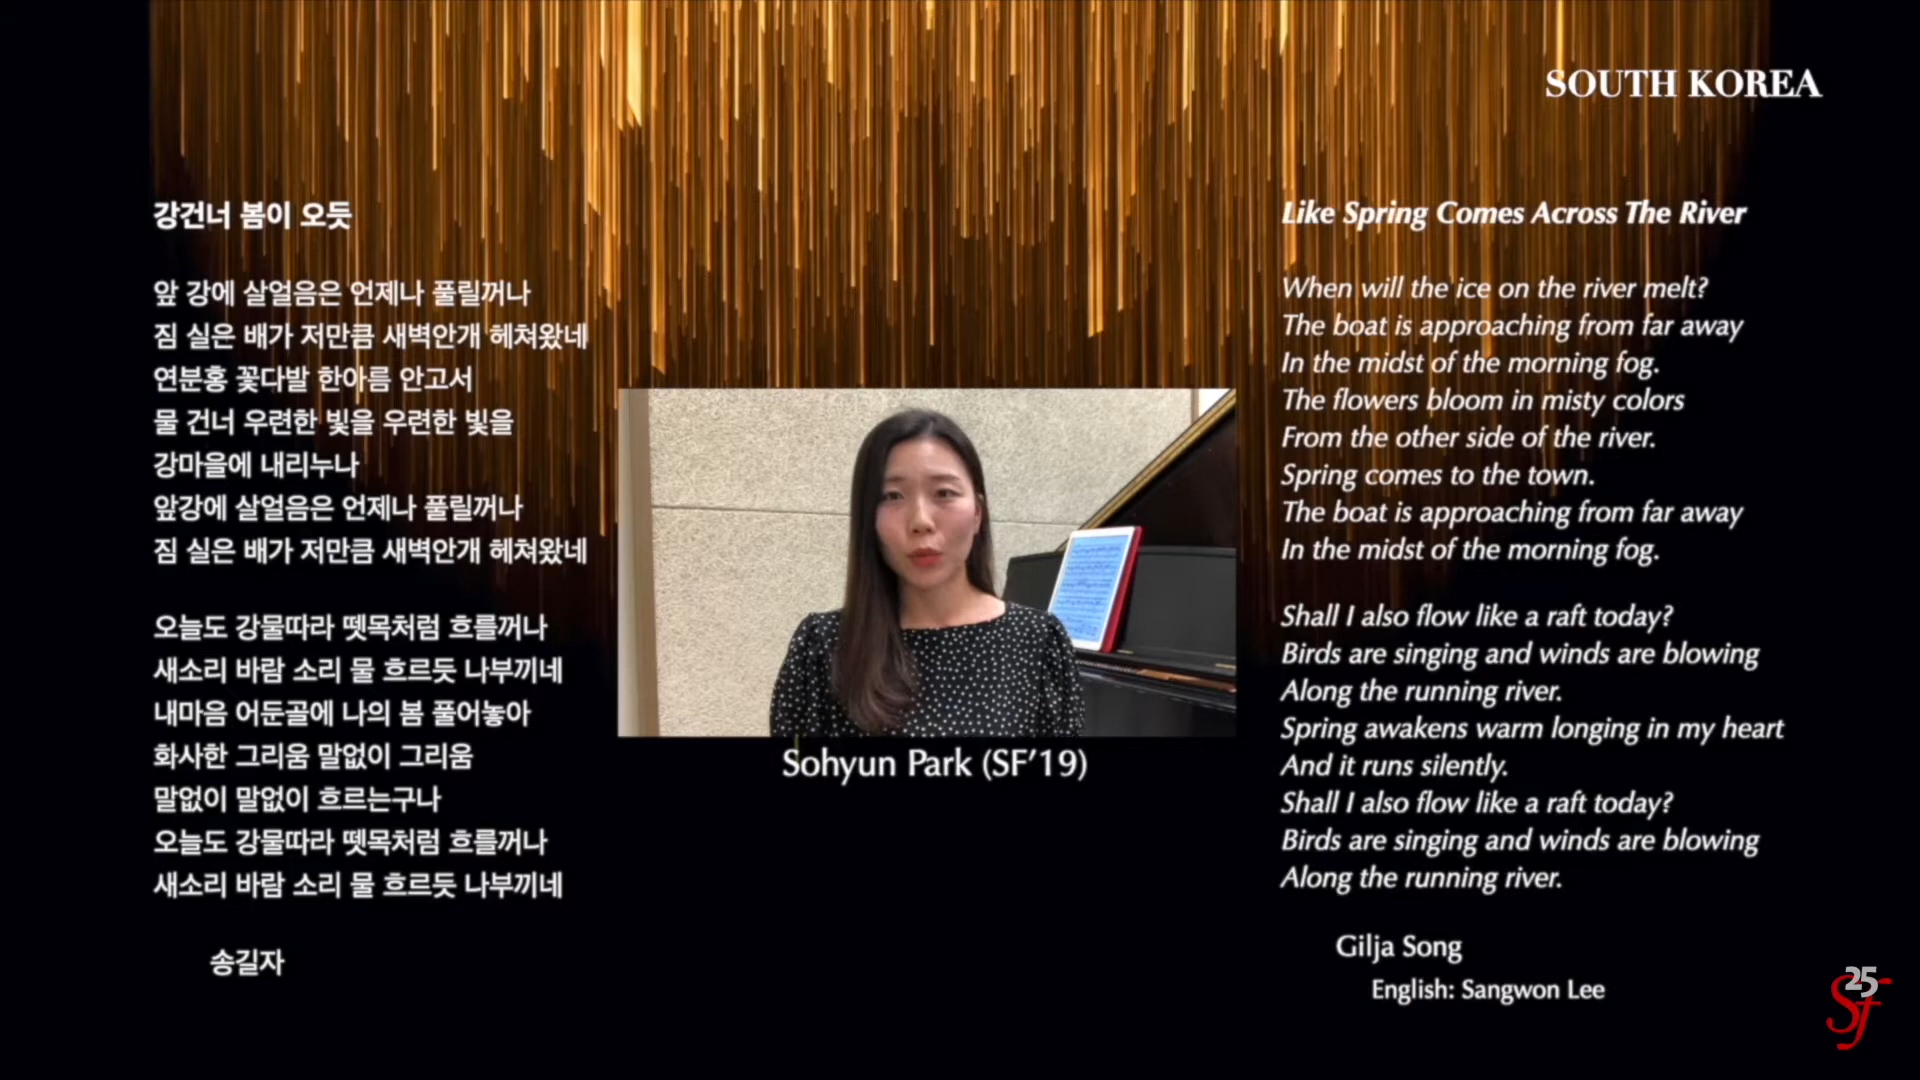 SOUTH KOREA
강건너 봄이 오듯
앞 강에 살얼음은 언제나 풀릴꺼나
짐 실은 배가 저만큼 새벽안개 헤쳐왔네
연분홍 꽃다발 한아름 안고서
물 건너 우련한 빛을 우련한 빛을
강마을에 내리누나
앞강에 살얼음은 언제나 풀릴꺼나
짐 실은 배가 저만큼 새벽안개 헤쳐왔네
오늘도 강물따라 뗏목처럼 흐를꺼나
새소리 바람 소리 물 흐르듯 나부끼네
내마음 어둔골에 나의 봄 풀어놓아
화사한 그리움 말없이 그리움
말없이 말없이 흐르는구나
오늘도 강물따라 뗏목처럼 흐를꺼나
새소리 바람 소리 물 흐르듯 나부끼네
송길자
Sohyun Park (SF'19)
Like Spring Comes Across The River
When will the ice on the river melt?
The boat is approaching from far away
In the midst of the morning fog.
The flowers bloom in misty colors
From the other side of the river.
Spring comes to the town.
The boat is approaching from far away
In the midst of the morning fog.
Shall I also flow like a raft today?
Birds are singing and winds are blowing
Along the running river.
Spring awakens warm longing in my heart
And it runs silently.
Shall I also flow like a raft today?
Birds are singing and winds are blowing
Along the running river.
Gilja Song
English: Sangwon Lee
25
Sf